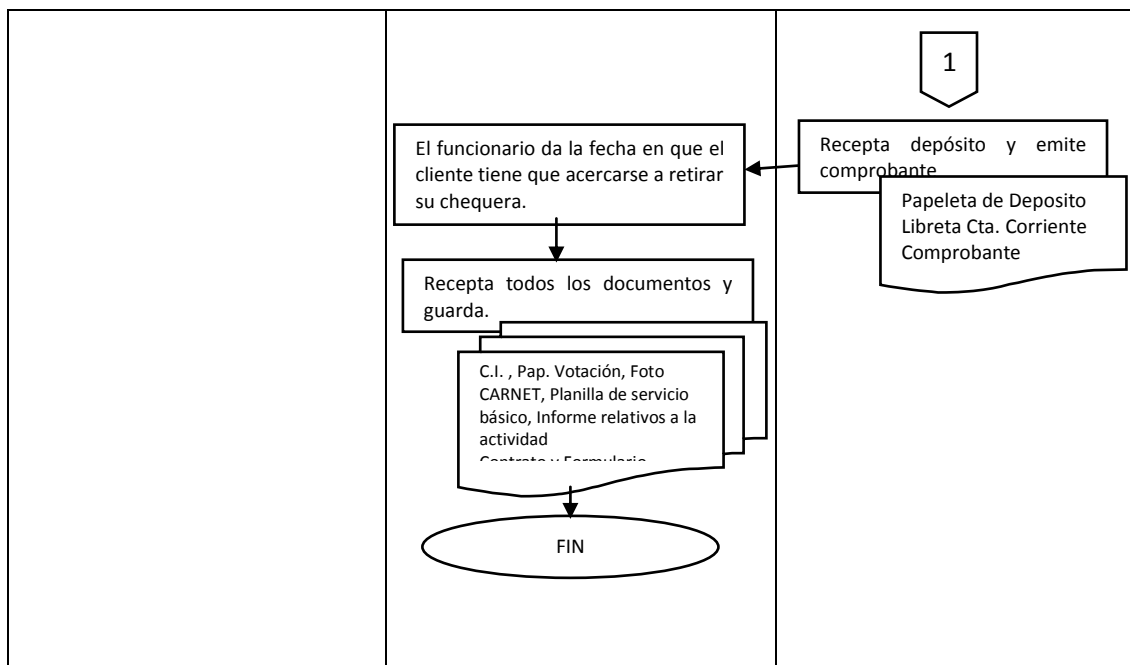 1
Recepta depósito y emite
comprobante
Papeleta de Deposito
Libreta Cta. Corriente
Comprobante
El funcionario da la fecha en que el
cliente tiene que acercarse a retirar
su chequera.
Recepta todos los documentos y
guarda.
C.I. , Pap. Votación, Foto
CARNET, Planilla de servicio
básico, Informe relativos a la
actividad
Contrato y Formulario
FIN